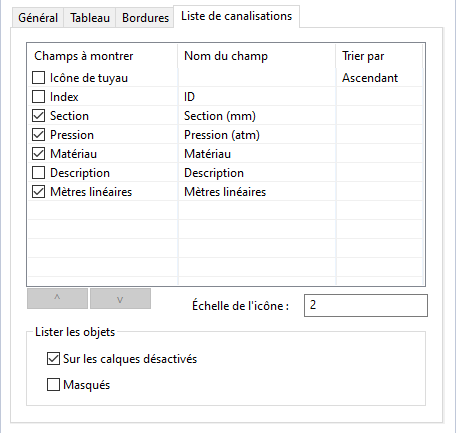 Général Tableau Bordures Liste de canalisations
Champs à montrer Nom du champ Trier par
Icône de tuyau Ascendant
Index ID
Section Section (mm)
Pression Pression (atm)
Matériau Matériau
Description Description
Mètres linéaires Mètres linéaires
^ v Échelle de l'icône : 2
Lister les objets
Sur les calques désactivés
Masqués